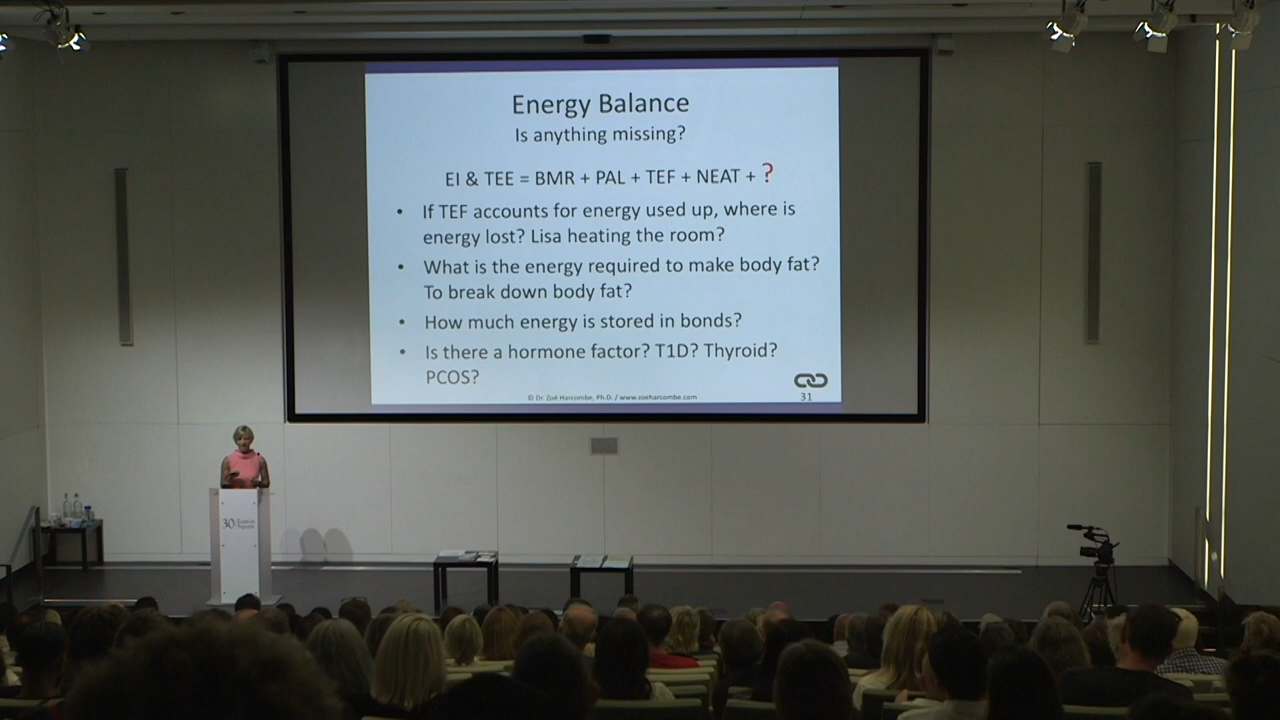 Energy Balance
Is anything missing?
EI & TEE = BMR + PAL + TEF + NEAT + ?
• If TEF accounts for energy used up, where is
energy lost? Lisa heating the room?
• What is the energy required to make body fat?
To break down body fat?
• How much energy is stored in bonds?
• Is there a hormone factor? T1D? Thyroid?
PCOS?
© Dr. Zoë Harcombe, Ph.D. / www.zoeharcombe.com
31
30